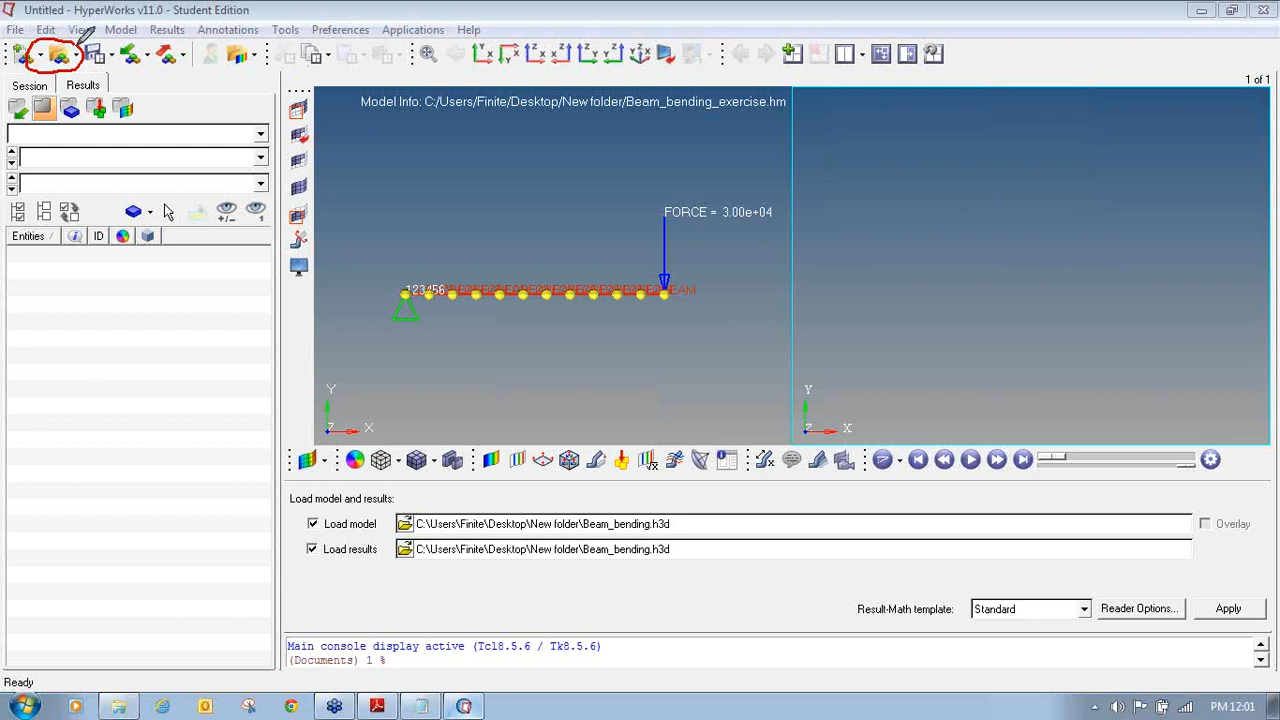 Untitled - HyperWorks v11.0 - Student Edition
File Edit View Model Results Annotations Tools Preferences Applications Help
Session Results
1 of 1
Model Info: C:/Users/Finite/Desktop/New folder/Beam_bending_exercise.hm
FORCE = 3.00e+04
Entities ID
123456
Y
Z X
Y
Z X
Load model and results:
Load model C:\Users\Finite\Desktop\New folder\Beam_bending.h3d Overlay
Load results C:\Users\Finite\Desktop\New folder\Beam_bending.h3d
Result-Math template: Standard Reader Options... Apply
Main console display active (Tcl8.5.6 / Tk8.5.6)
(Documents) 1 %
Ready
PM 12:01